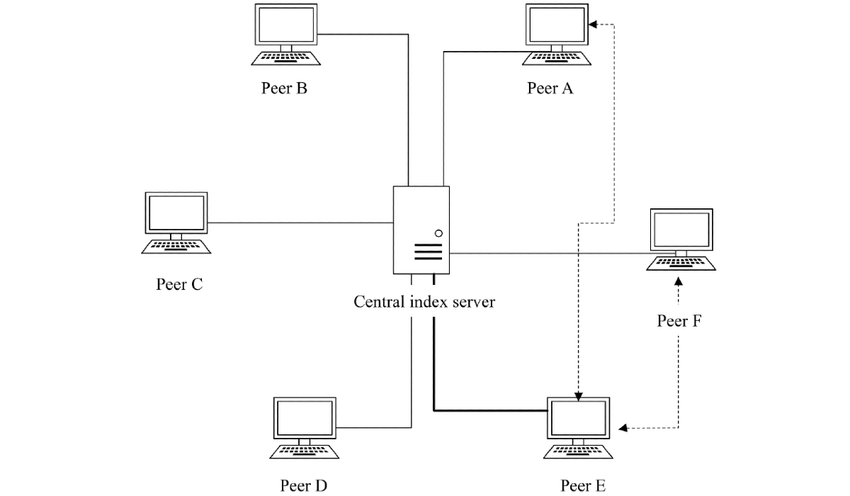 Peer B
Peer A
Peer C
Central index server
Peer F
Peer D
Peer E